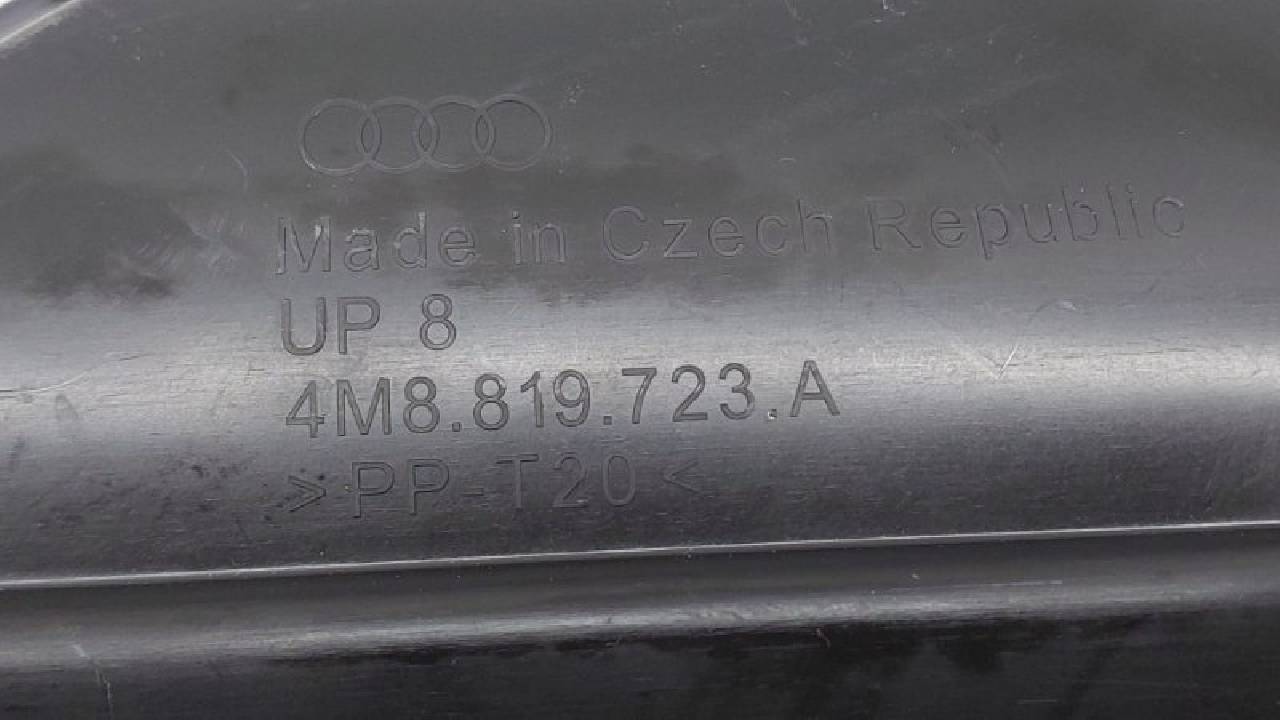 Made in Czech Republic
UP 8
4M8.819.723.A
>PP-T20<